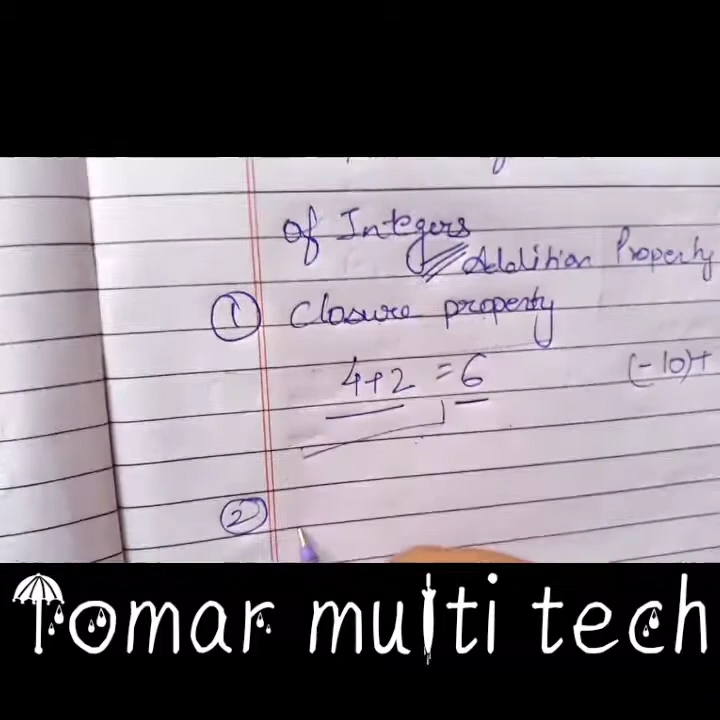 of Integers
Addition Property
① Closure property
4+2 = 6 (-10)+
②
Tomar multi tech